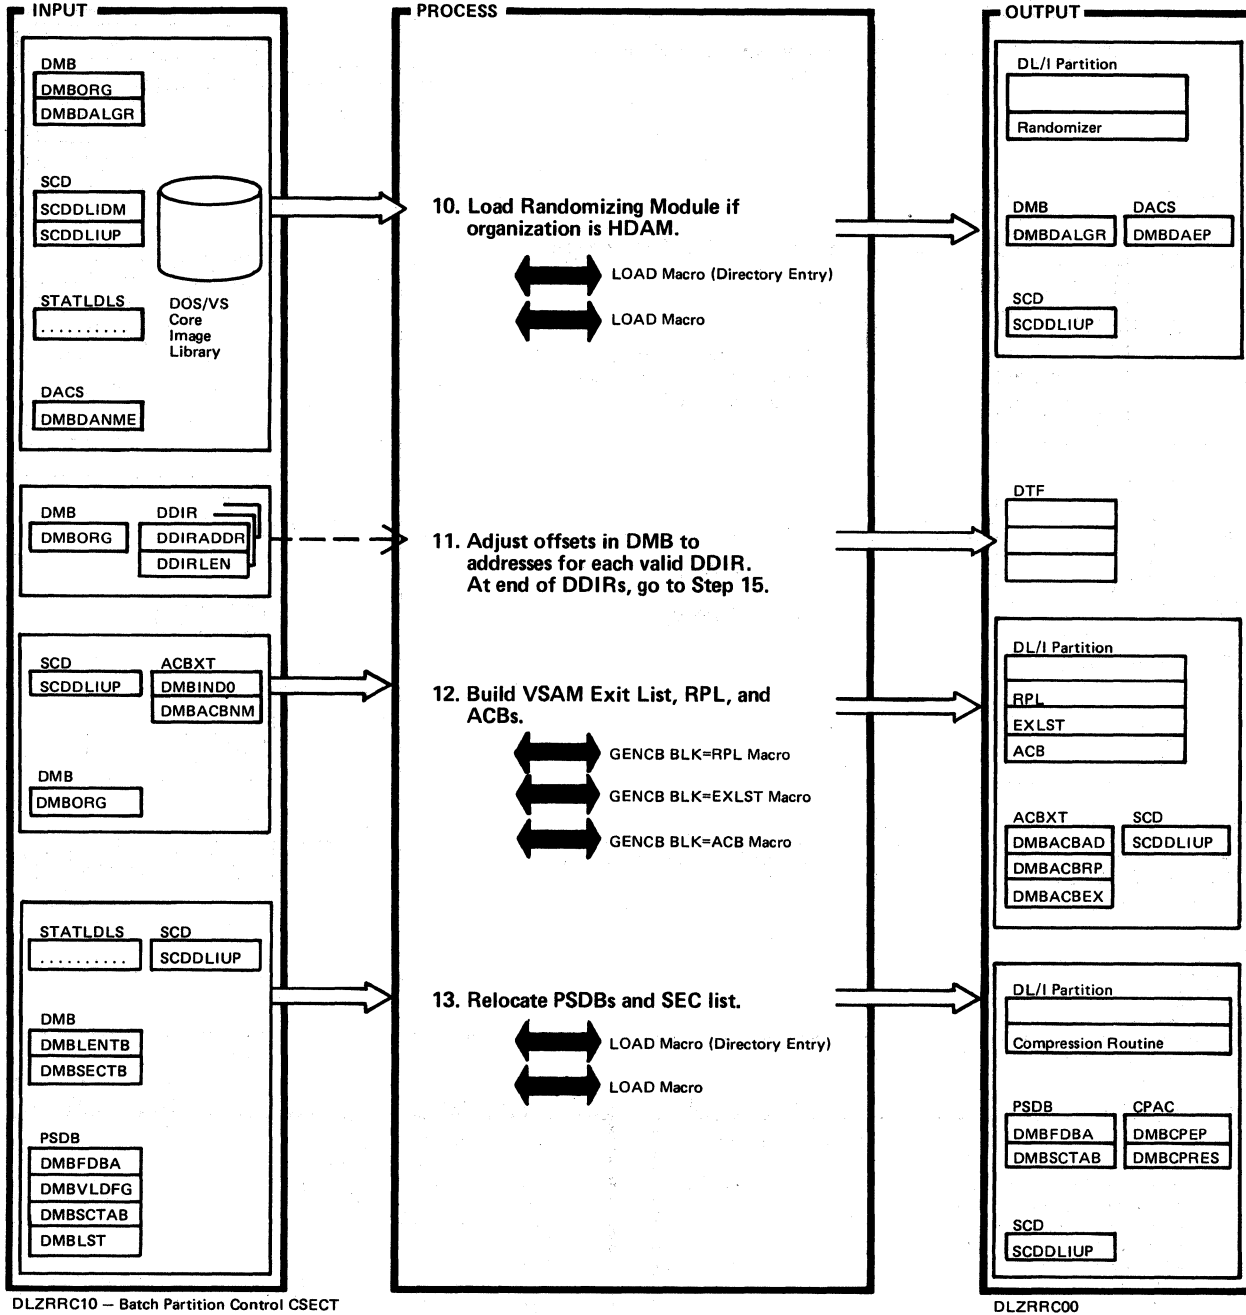 INPUT
PROCESS
OUTPUT
DMB
DMBORG
DMBDALGR
SCD
SCDDLIDM
SCDDLIUP
STATLDLS
..........
DOS/VS
Core
Image
Library
DACS
DMBDANME
10. Load Randomizing Module if
organization is HDAM.
LOAD Macro (Directory Entry)
LOAD Macro
DL/I Partition
Randomizer
DMB
DMBDALGR
DACS
DMBDAEP
SCD
SCDDLIUP
DMB
DMBORG
DDIR
DDIRADDR
DDIRLEN
11. Adjust offsets in DMB to
addresses for each valid DDIR.
At end of DDIRs, go to Step 15.
DTF
SCD
SCDDLIUP
ACBXT
DMBIND0
DMBACBNM
DMB
DMBORG
12. Build VSAM Exit List, RPL, and
ACBs.
GENCB BLK=RPL Macro
GENCB BLK=EXLST Macro
GENCB BLK=ACB Macro
DL/I Partition
RPL
EXLST
ACB
ACBXT
DMBACBAD
DMBACBRP
DMBACBEX
SCD
SCDDLIUP
STATLDLS
..........
SCD
SCDDLIUP
DMB
DMBLENTB
DMBSECTB
PSDB
DMBFDBA
DMBVLDFG
DMBSCTAB
DMBLST
13. Relocate PSDBs and SEC list.
LOAD Macro (Directory Entry)
LOAD Macro
DL/I Partition
Compression Routine
PSDB
DMBFDBA
DMBSCTAB
CPAC
DMBCPEP
DMBCPRES
SCD
SCDDLIUP
DLZRRC10 — Batch Partition Control CSECT
DLZRRC00